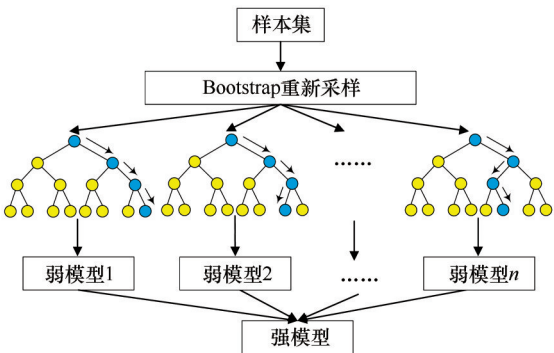 样本集
Bootstrap重新采样
……
弱模型1
弱模型2
……
弱模型n
强模型